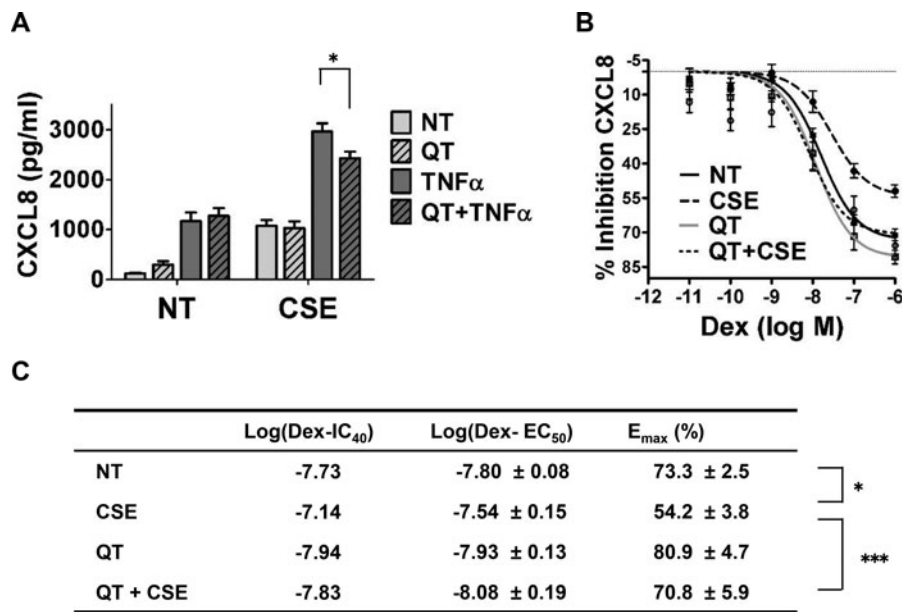 A
*
CXCL8 (pg/ml)
3000
2000
1000
0
NT
CSE
NT
QT
TNFα
QT+TNFα
B
% Inhibition CXCL8
-5
10
25
40
55
70
85
NT
CSE
QT
QT+CSE
-12 -11 -10 -9 -8 -7 -6
Dex (log M)
C
Log(Dex-IC40) Log(Dex- EC50) Emax (%)
NT -7.73 -7.80 ± 0.08 73.3 ± 2.5
*
CSE -7.14 -7.54 ± 0.15 54.2 ± 3.8
QT -7.94 -7.93 ± 0.13 80.9 ± 4.7
***
QT + CSE -7.83 -8.08 ± 0.19 70.8 ± 5.9